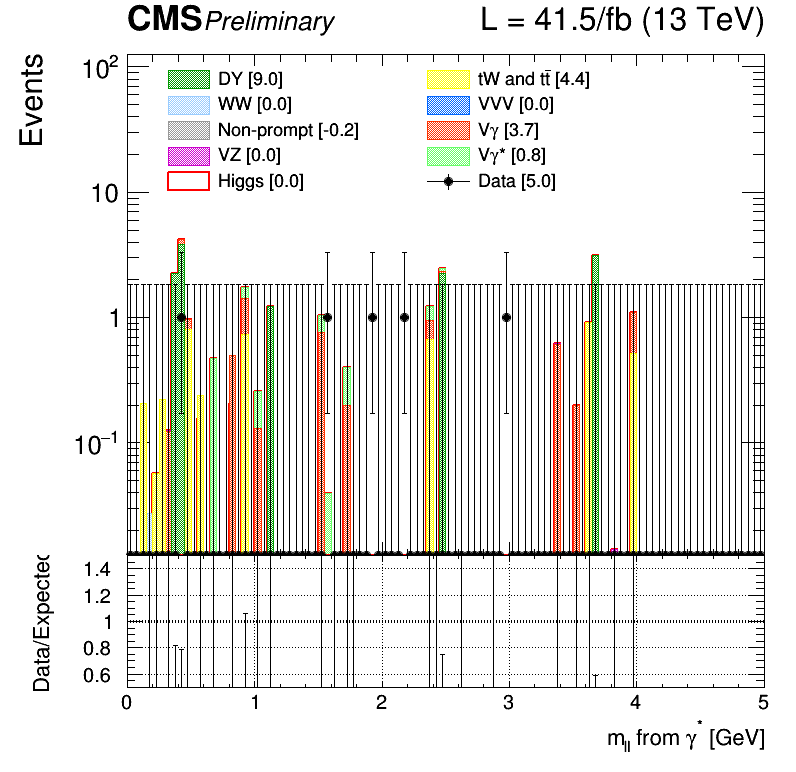 CMS Preliminary L = 41.5/fb (13 TeV)
Events
DY [9.0] tW and tt̄ [4.4]
WW [0.0] VVV [0.0]
Non-prompt [-0.2] Vγ [3.7]
VZ [0.0] Vγ* [0.8]
Higgs [0.0] Data [5.0]
10²
10
1
10⁻¹
Data/Expected
1.4
1.2
1
0.8
0.6
0 1 2 3 4 5
m_ll from γ* [GeV]